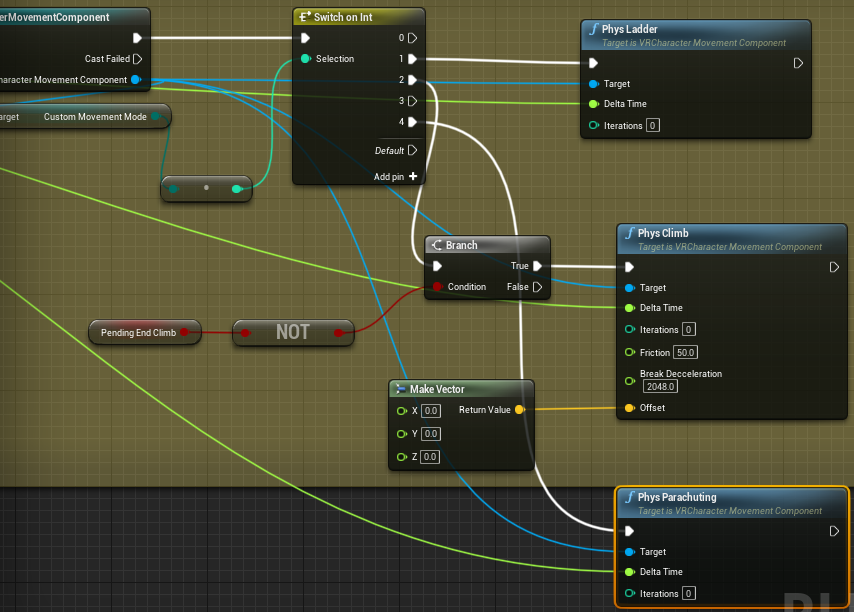 erMovementComponent
Cast Failed
haracter Movement Component
arget
Custom Movement Mode
Switch on Int
0
Selection
1
2
3
4
Default
Add pin
Phys Ladder
Target is VRCharacter Movement Component
Target
Delta Time
Iterations 0
Branch
True
Condition
False
Pending End Climb
NOT
Phys Climb
Target is VRCharacter Movement Component
Target
Delta Time
Iterations 0
Friction 50.0
Break Decceleration
2048.0
Offset
Make Vector
X 0.0
Return Value
Y 0.0
Z 0.0
Phys Parachuting
Target is VRCharacter Movement Component
Target
Delta Time
Iterations 0